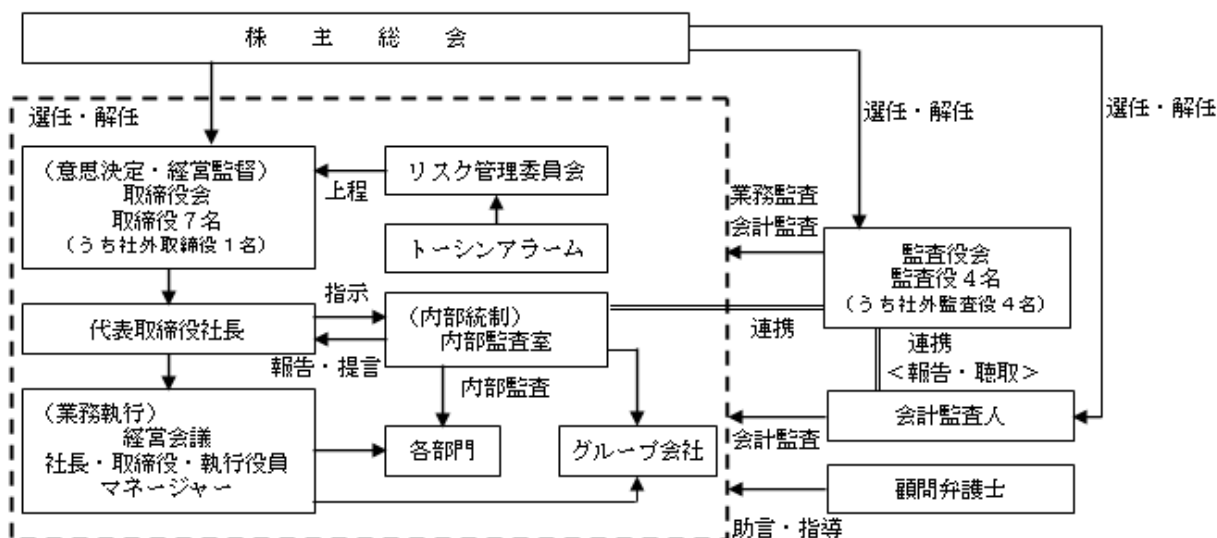 株主総会
選任・解任
選任・解任
選任・解任
(意思決定・経営監督)
取締役会
取締役7名
(うち社外取締役1名)
上程
リスク管理委員会
トーシンアラーム
業務監査
会計監査
監査役会
監査役4名
(うち社外監査役4名)
代表取締役社長
指示
報告・提言
(内部統制)
内部監査室
連携
連携
<報告・聴取>
内部監査
(業務執行)
経営会議
社長・取締役・執行役員
マネージャー
各部門
グループ会社
会計監査
会計監査人
顧問弁護士
助言・指導